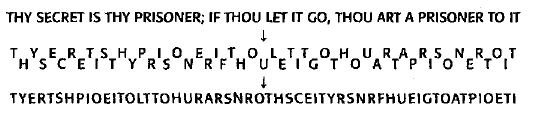 THY SECRET IS THY PRISONER; IF THOU LET IT GO, THOU ART A PRISONER TO IT
↓
T Y E R T S H P I O E I T O L T T O H U R A R S N R O T
H S C E I T Y R S N R F H U E I G T O A T P I O E T I
↓
TYERTSHPIOEITOLTTOHURARSNROTHSCEITYRSNRFHUEIGTOATPIOETI